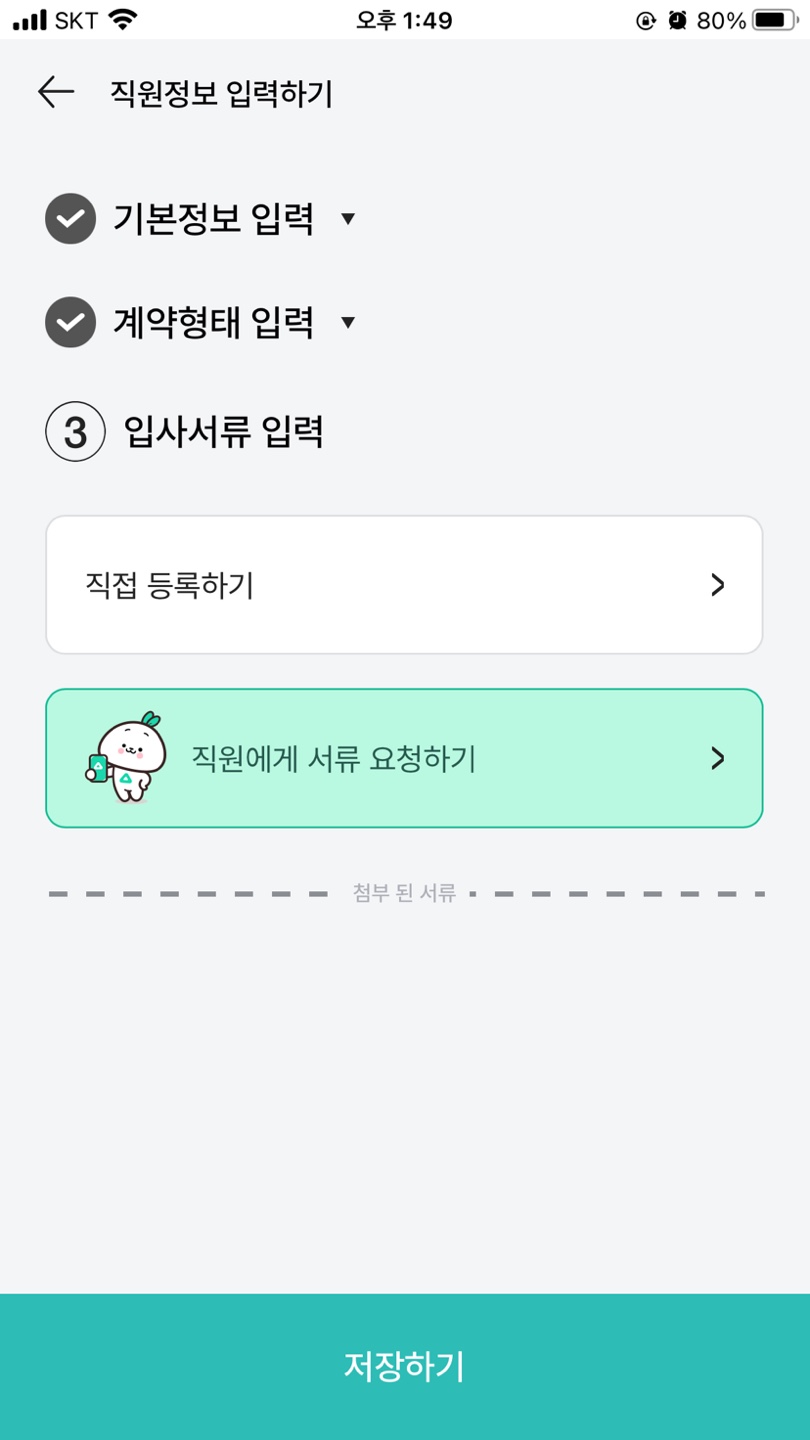 SKT 오후 1:49 80%
직원정보 입력하기
기본정보 입력
계약형태 입력
3 입사서류 입력
직접 등록하기
직원에게 서류 요청하기
첨부 된 서류
저장하기